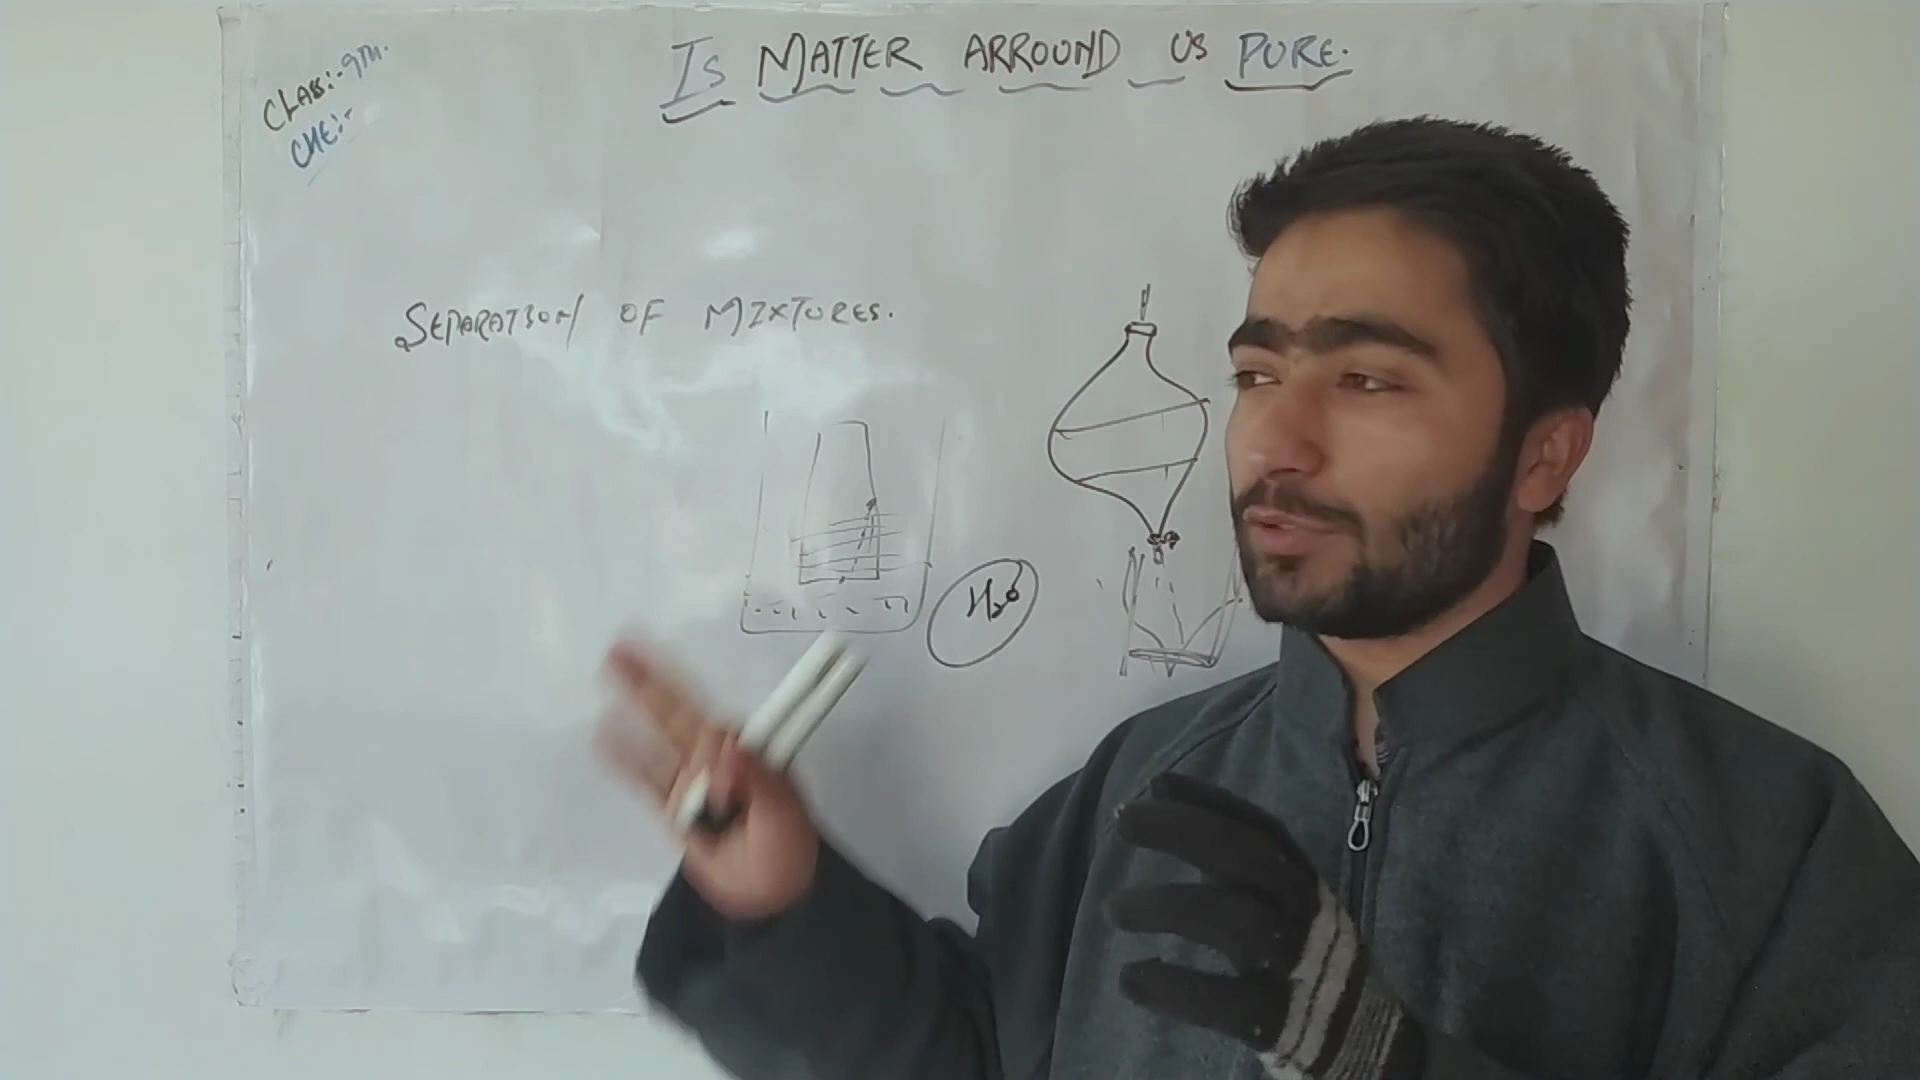 IS MATTER ARROUND US PURE.
CLASS:- 9TH.
CHE:-
SEPARATION OF MIXTURES.
H2O